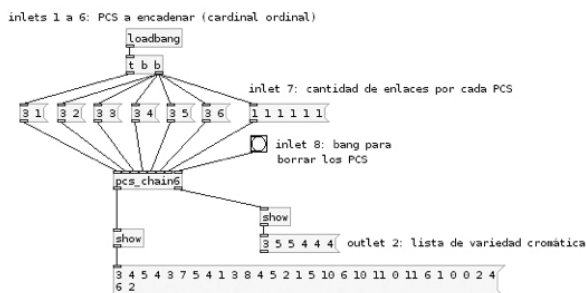 inlets 1 a 6: PCS a encadenar (cardinal ordinal)
loadbang
t b b
inlet 7: cantidad de enlaces por cada PCS
3 1
3 2
3 3
3 4
3 5
3 6
1 1 1 1 1 1
inlet 8: bang para
borrar los PCS
pcs_chain6
show
show
3 5 5 4 4 4
outlet 2: lista de variedad cromática
3 4 5 4 3 7 5 4 1 3 8 4 5 2 1 5 10 6 10 11 0 11 6 1 0 0 2 4
6 2